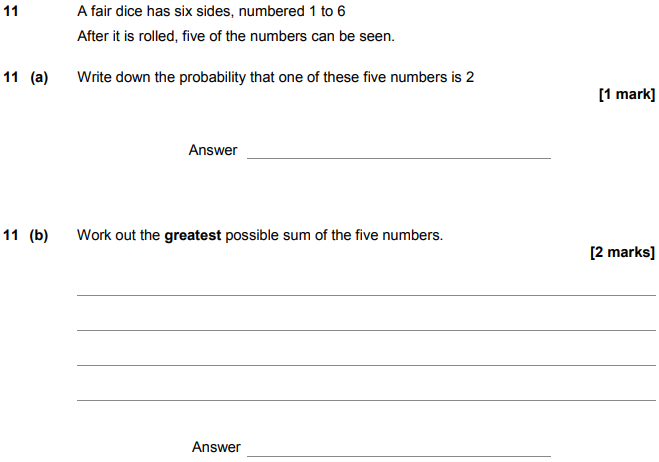 11 A fair dice has six sides, numbered 1 to 6
After it is rolled, five of the numbers can be seen.
11 (a) Write down the probability that one of these five numbers is 2
[1 mark]
Answer
11 (b) Work out the greatest possible sum of the five numbers.
[2 marks]
Answer